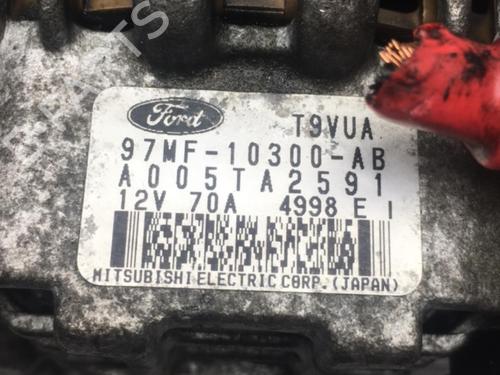 Ford T9VUA
97MF-10300-AB
A005TA2591
12V 70A 4998 E I
MITSUBISHI ELECTRIC CORP. (JAPAN)